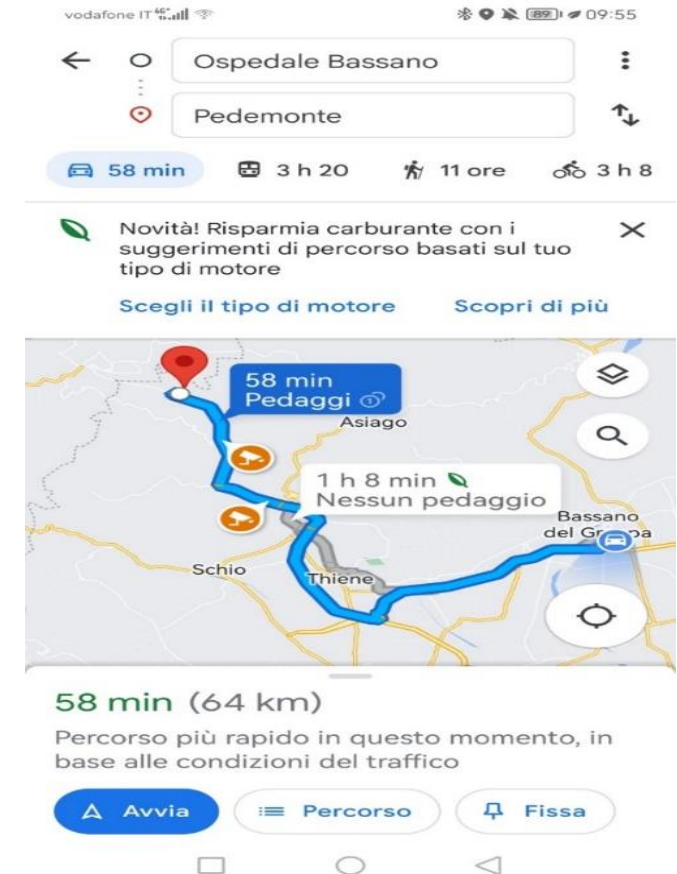 vodafone IT 4G 89 09:55
Ospedale Bassano
Pedemonte
58 min 3 h 20 11 ore 3 h 8
Novità! Risparmia carburante con i
suggerimenti di percorso basati sul tuo
tipo di motore
Scegli il tipo di motore Scopri di più
58 min
Pedaggi
Asiago
1 h 8 min
Nessun pedaggio
Bassano
del Grappa
Schio
Thiene
58 min (64 km)
Percorso più rapido in questo momento, in
base alle condizioni del traffico
Avvia Percorso Fissa